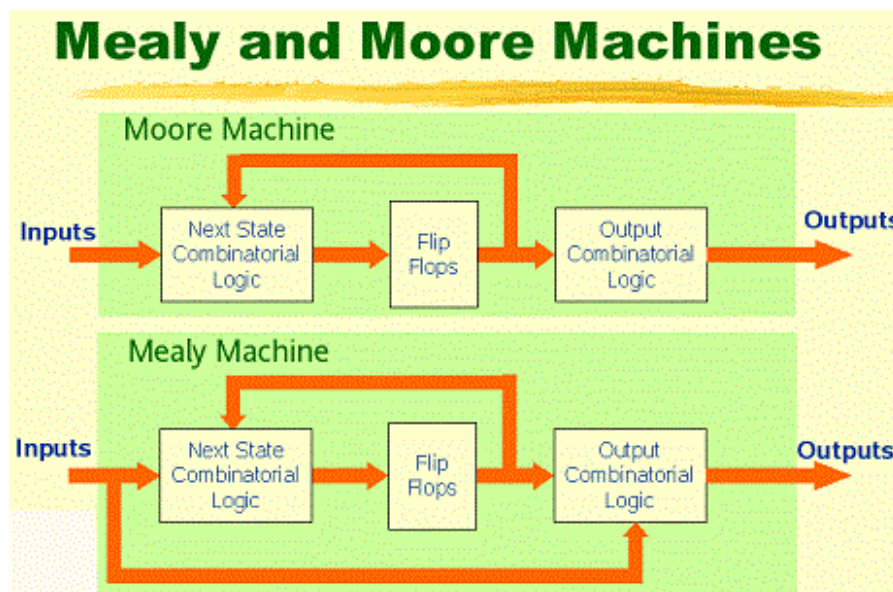 Mealy and Moore Machines
Moore Machine
Inputs
Next State
Combinatorial
Logic
Flip
Flops
Output
Combinatorial
Logic
Outputs
Mealy Machine
Inputs
Next State
Combinatorial
Logic
Flip
Flops
Output
Combinatorial
Logic
Outputs